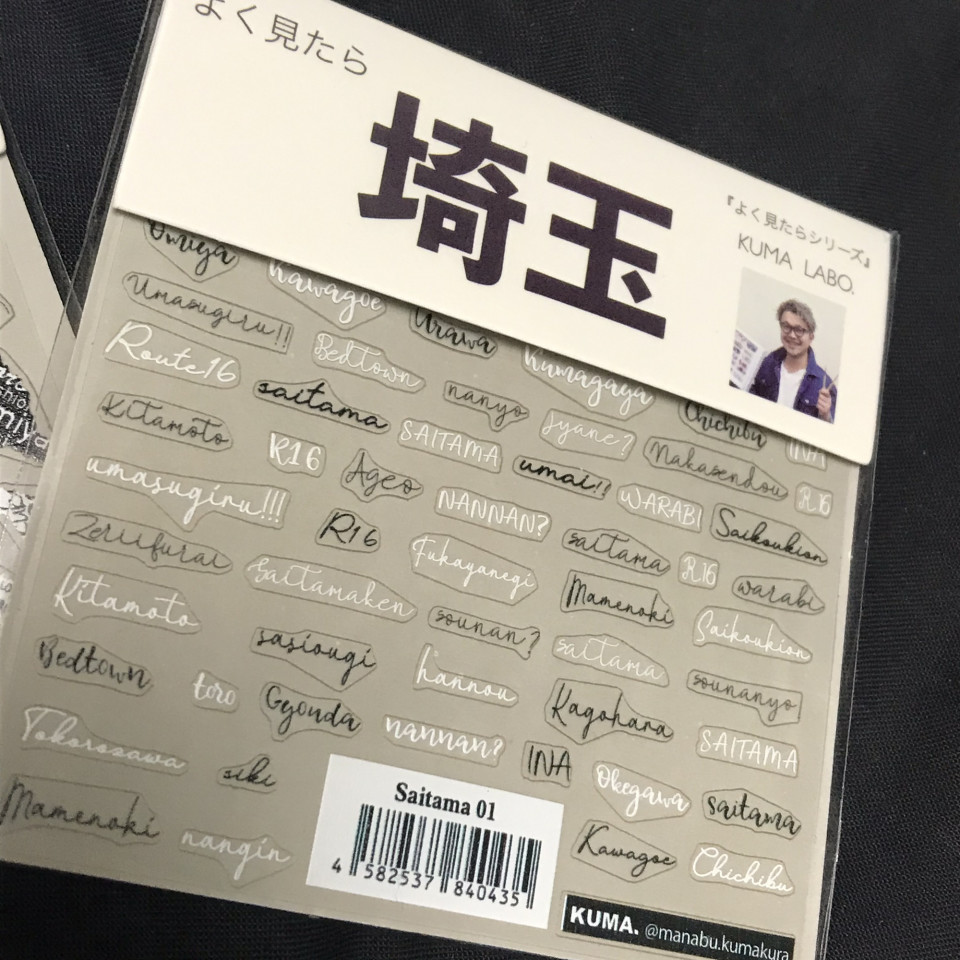 よく見たら
埼玉
『よく見たらシリーズ』
KUMA LABO.
Omiya
Kawagoe
Urawa
Kumagaya
Chichibu
INA
Umasugiru!!
Bedtown
nanyo
Jyane?
Nakasendou
R16
Route16
saitama
SAITAMA
umai!?
WARABI
Saikoukion
Kitamoto
R16
Ageo
NANNAN?
saitama
R16
warabi
umasugiru!!!
R16
Fukayanegi
Mamenoki
Saikoukion
Zeriifurai
Saitamaken
sounan?
saitama
sounanyo
Kitamoto
sasiougi
hannou
Kagohara
SAITAMA
Bedtown
toro
Gyouda
nannan?
INA
Okegawa
saitama
Tokorozawa
siki
Kawagoe
Chichibu
Mamenoki
nangin
Saitama 01
4 582537 840435
KUMA. @manabu.kumakura